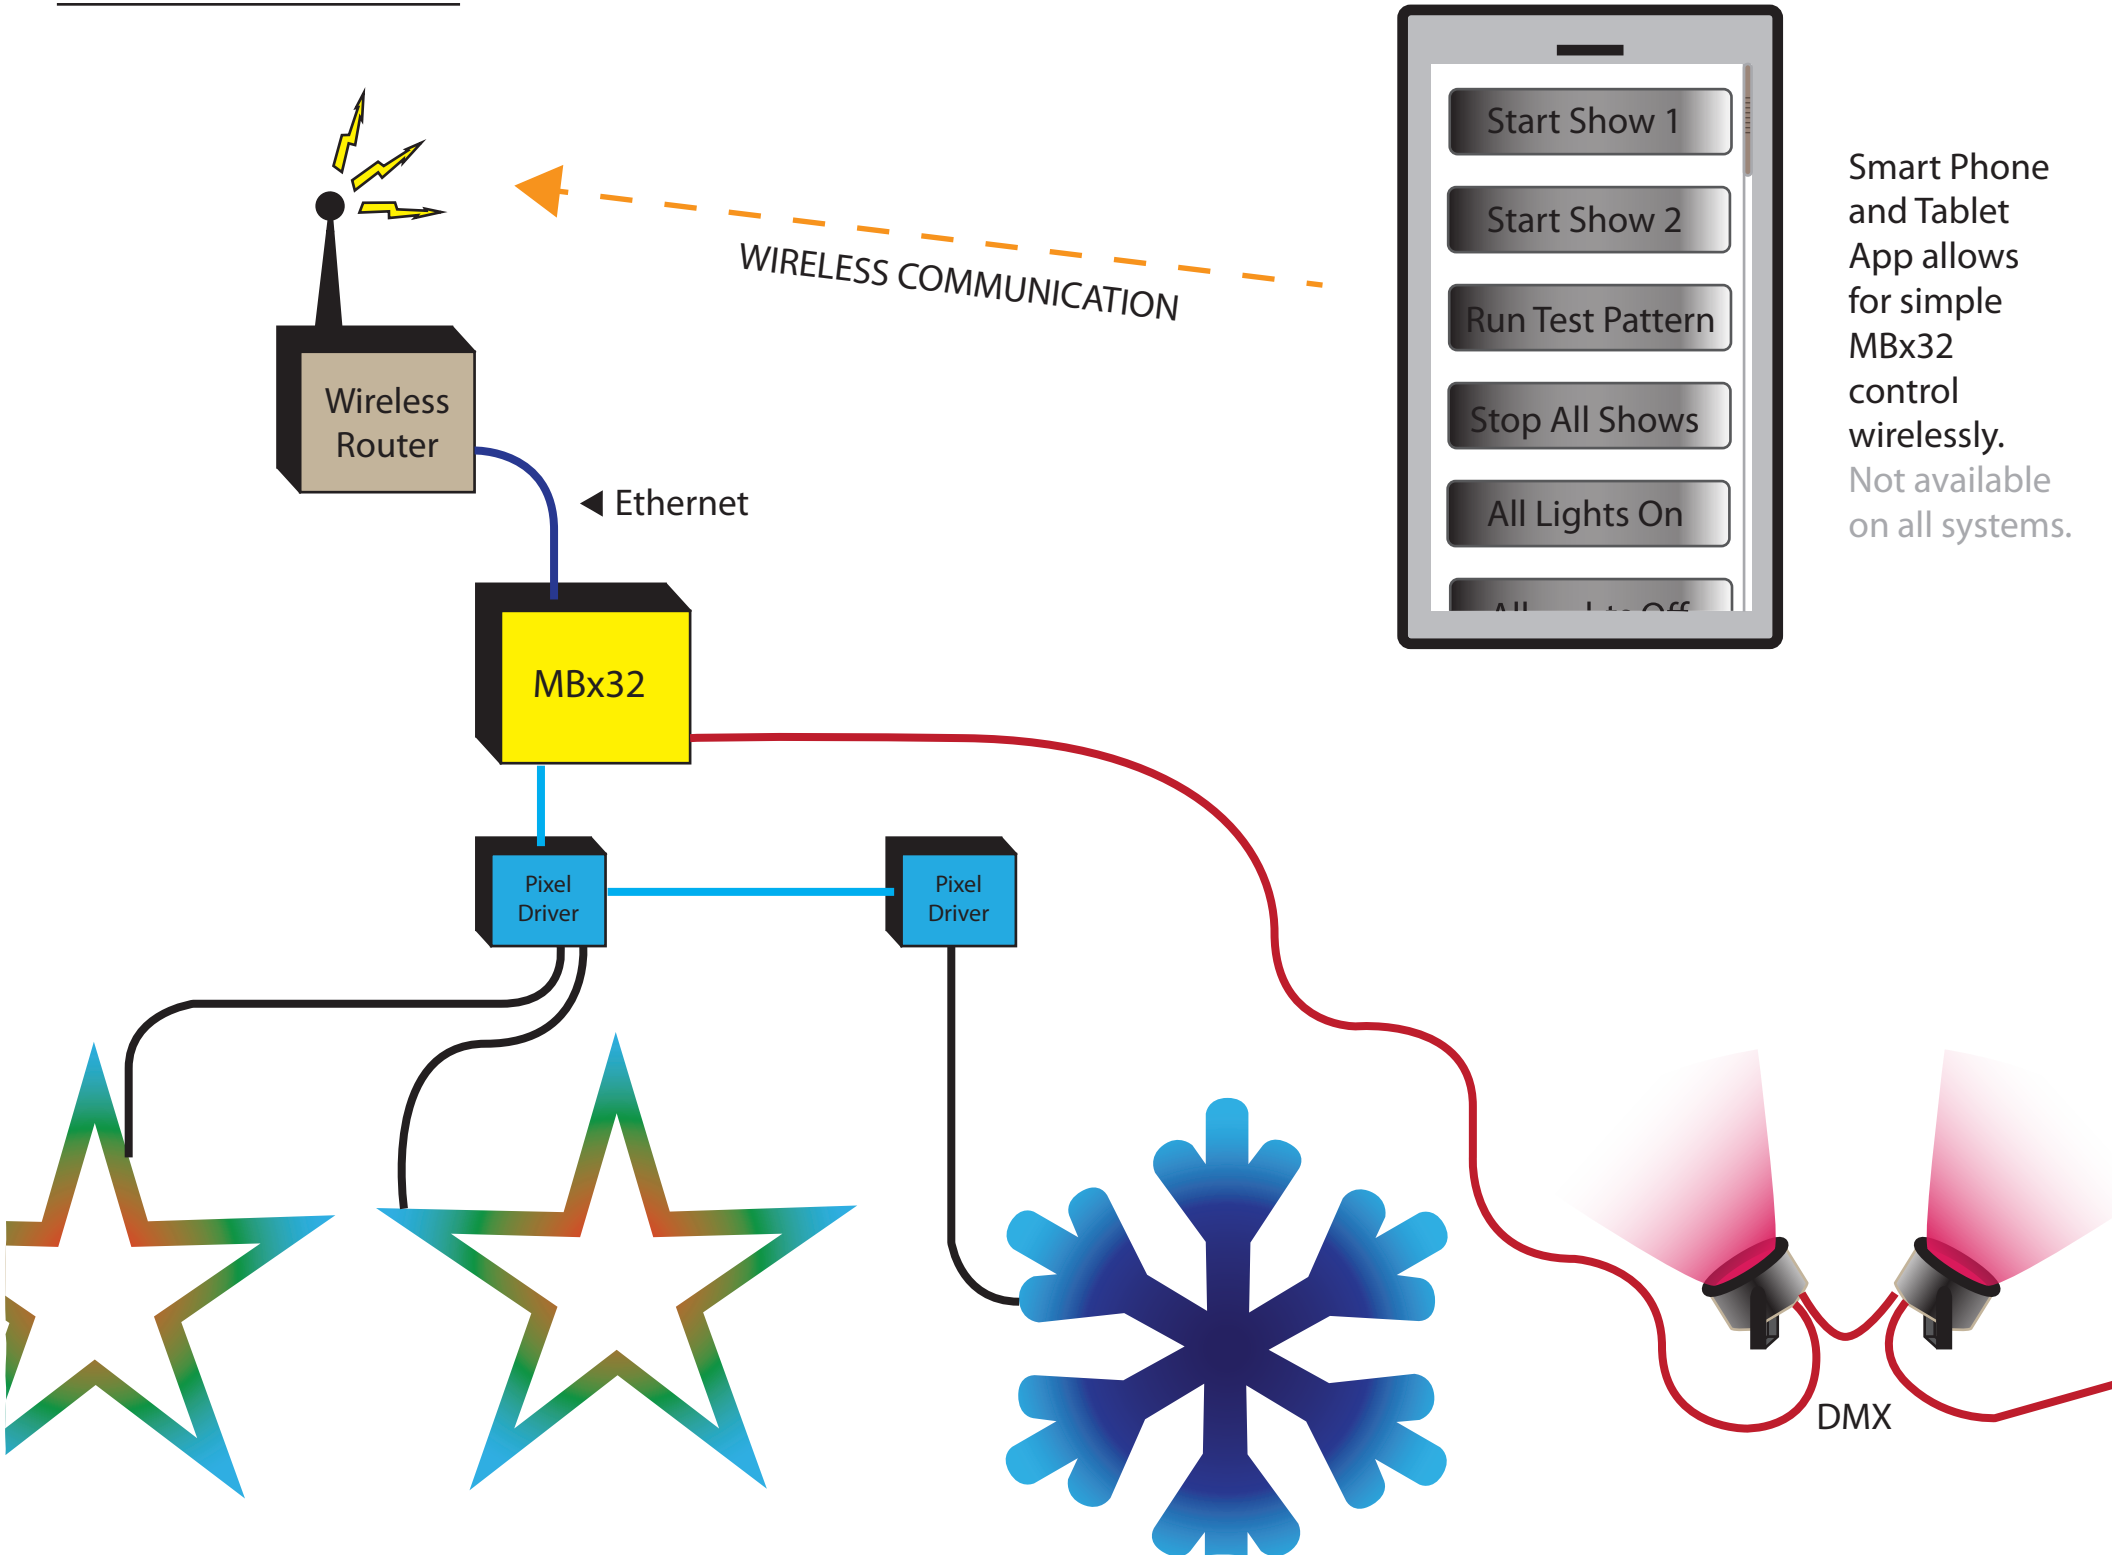 Start Show 1
Start Show 2
Run Test Pattern
Stop All Shows
All Lights On
Smart Phone
and Tablet
App allows
for simple
MBx32
control
wirelessly.
Not available
on all systems.
WIRELESS COMMUNICATION
Wireless
Router
Ethernet
MBx32
Pixel
Driver
Pixel
Driver
DMX